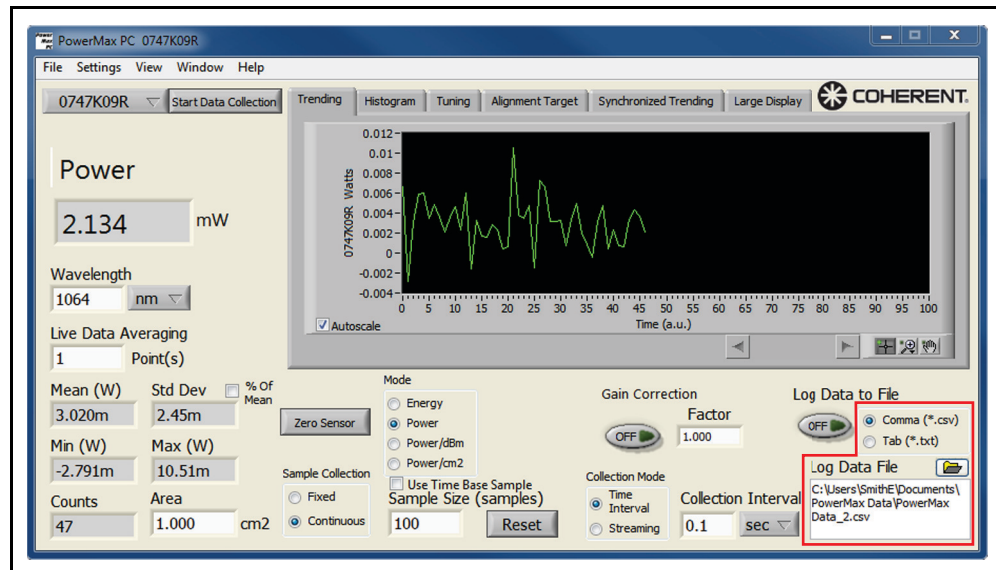 PowerMax PC 0747K09R
File Settings View Window Help
0747K09R Start Data Collection
Trending Histogram Tuning Alignment Target Synchronized Trending Large Display COHERENT.
Power
2.134 mW
Wavelength
1064 nm
Live Data Averaging
1 Point(s)
0747K09R Watts
0.012
0.01
0.008
0.006
0.004
0.002
0
-0.002
-0.004
0 5 10 15 20 25 30 35 40 45 50 55 60 65 70 75 80 85 90 95 100
Autoscale
Time (a.u.)
Mean (W) Std Dev % Of Mean
3.020m 2.45m
Min (W) Max (W)
-2.791m 10.51m
Counts Area
47 1.000 cm2
Zero Sensor
Mode
Energy
Power
Power/dBm
Power/cm2
Sample Collection
Fixed
Continuous
Use Time Base Sample
Sample Size (samples)
100 Reset
Gain Correction
OFF
Factor
1.000
Collection Mode
Time Interval
Streaming
Collection Interval
0.1 sec
Log Data to File
OFF
Comma (*.csv)
Tab (*.txt)
Log Data File
C:\Users\SmithE\Documents\
PowerMax Data\PowerMax
Data_2.csv